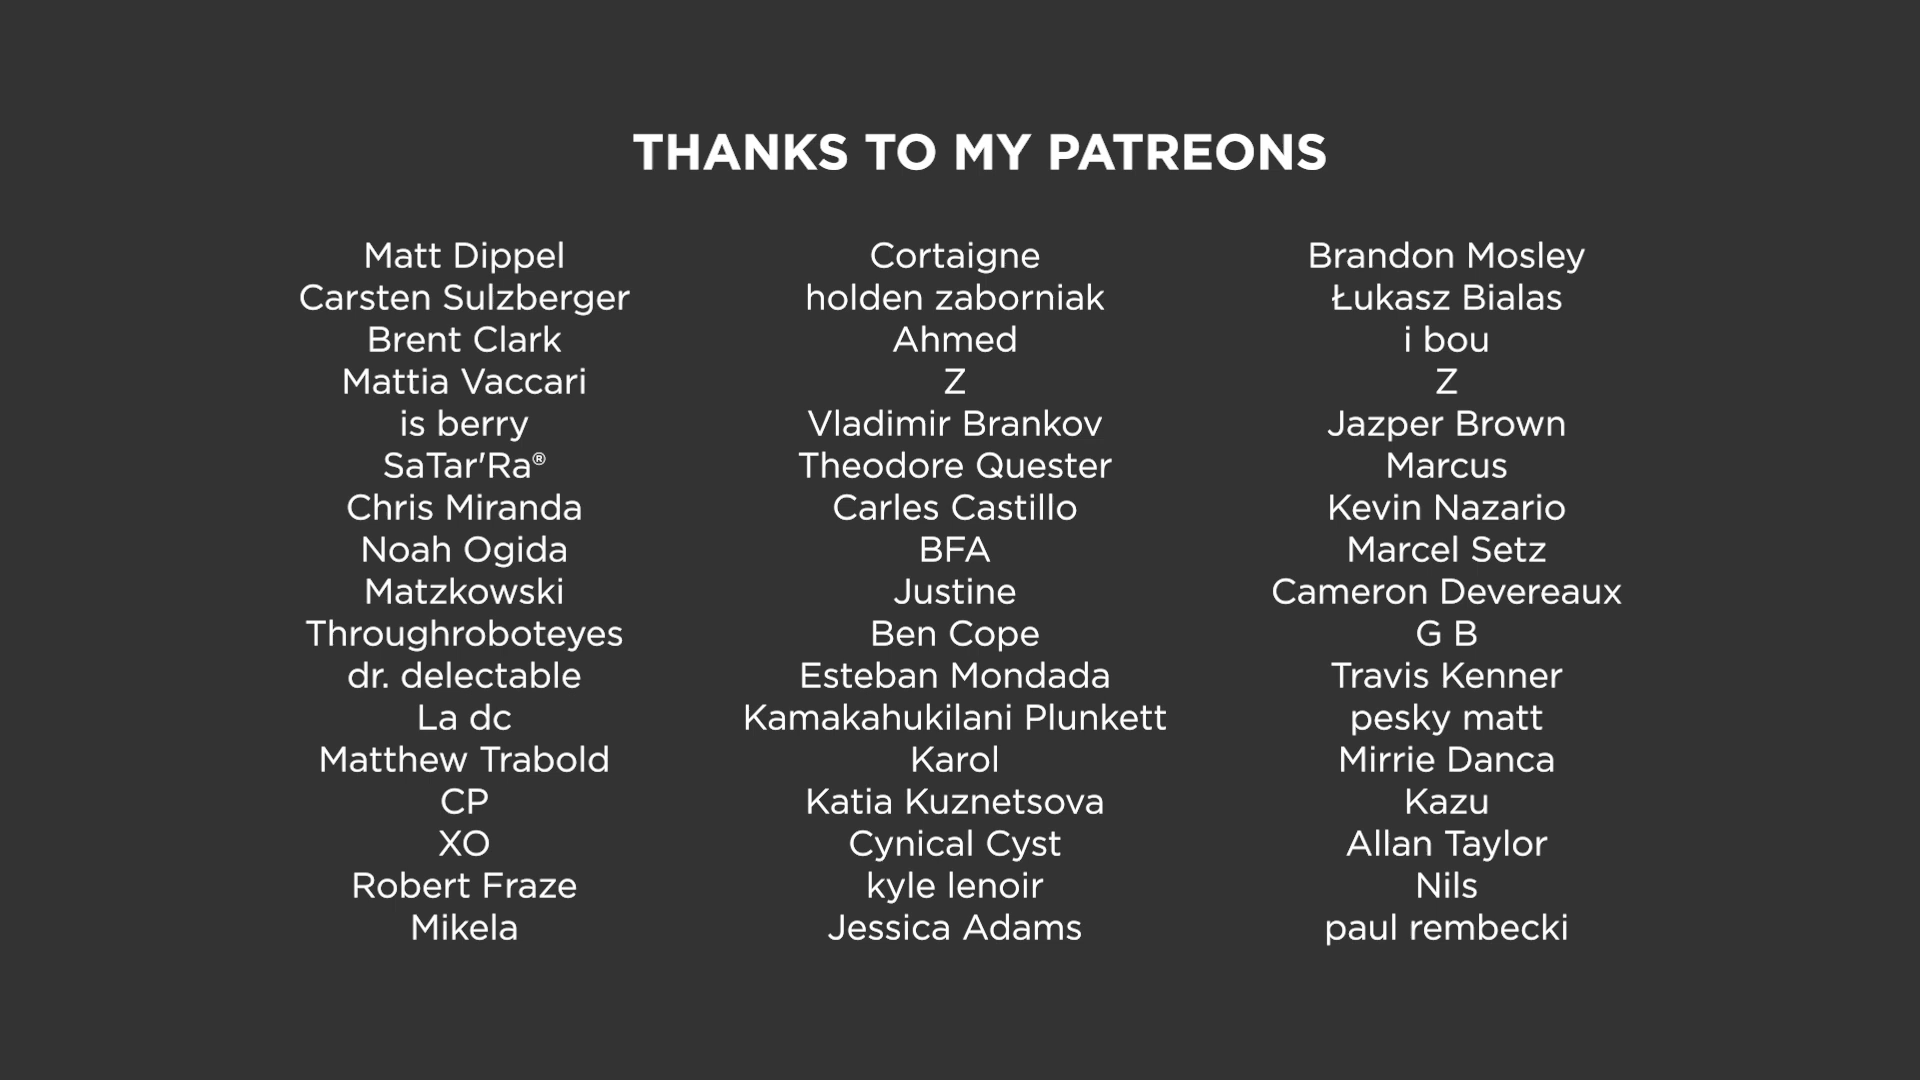 THANKS TO MY PATREONS
Matt Dippel
Carsten Sulzberger
Brent Clark
Mattia Vaccari
is berry
SaTar'Ra®
Chris Miranda
Noah Ogida
Matzkowski
Throughroboteyes
dr. delectable
La dc
Matthew Trabold
CP
XO
Robert Fraze
Mikela
Cortaigne
holden zaborniak
Ahmed
Z
Vladimir Brankov
Theodore Quester
Carles Castillo
BFA
Justine
Ben Cope
Esteban Mondada
Kamakahukilani Plunkett
Karol
Katia Kuznetsova
Cynical Cyst
kyle lenoir
Jessica Adams
Brandon Mosley
Łukasz Bialas
i bou
Z
Jazper Brown
Marcus
Kevin Nazario
Marcel Setz
Cameron Devereaux
G B
Travis Kenner
pesky matt
Mirrie Danca
Kazu
Allan Taylor
Nils
paul rembecki